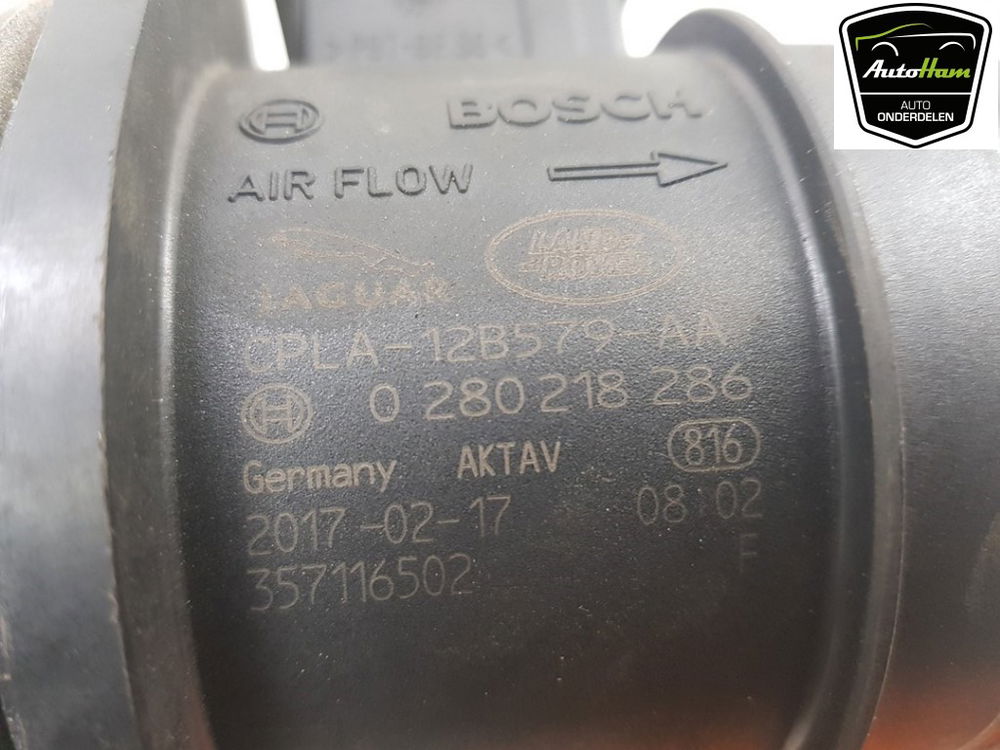 AutoHam
AUTO
ONDERDELEN
BOSCH
AIR FLOW
JAGUAR
LAND
ROVER
CPLA-12B579-AA
0 280 218 286
Germany AKTAV 816
2017-02-17 08:02
357116502 F